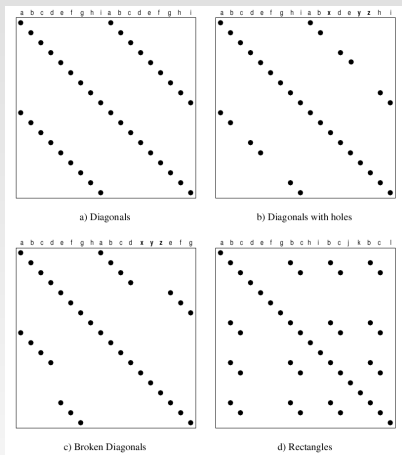 a b c d e f g h i a b c d e f g h i
a b c d e f g h i a b x d e y z h i
a) Diagonals
b) Diagonals with holes
a b c d e f g h a b c d x y z e f g
a b c d e f g b c h i b c j k b c l
c) Broken Diagonals
d) Rectangles